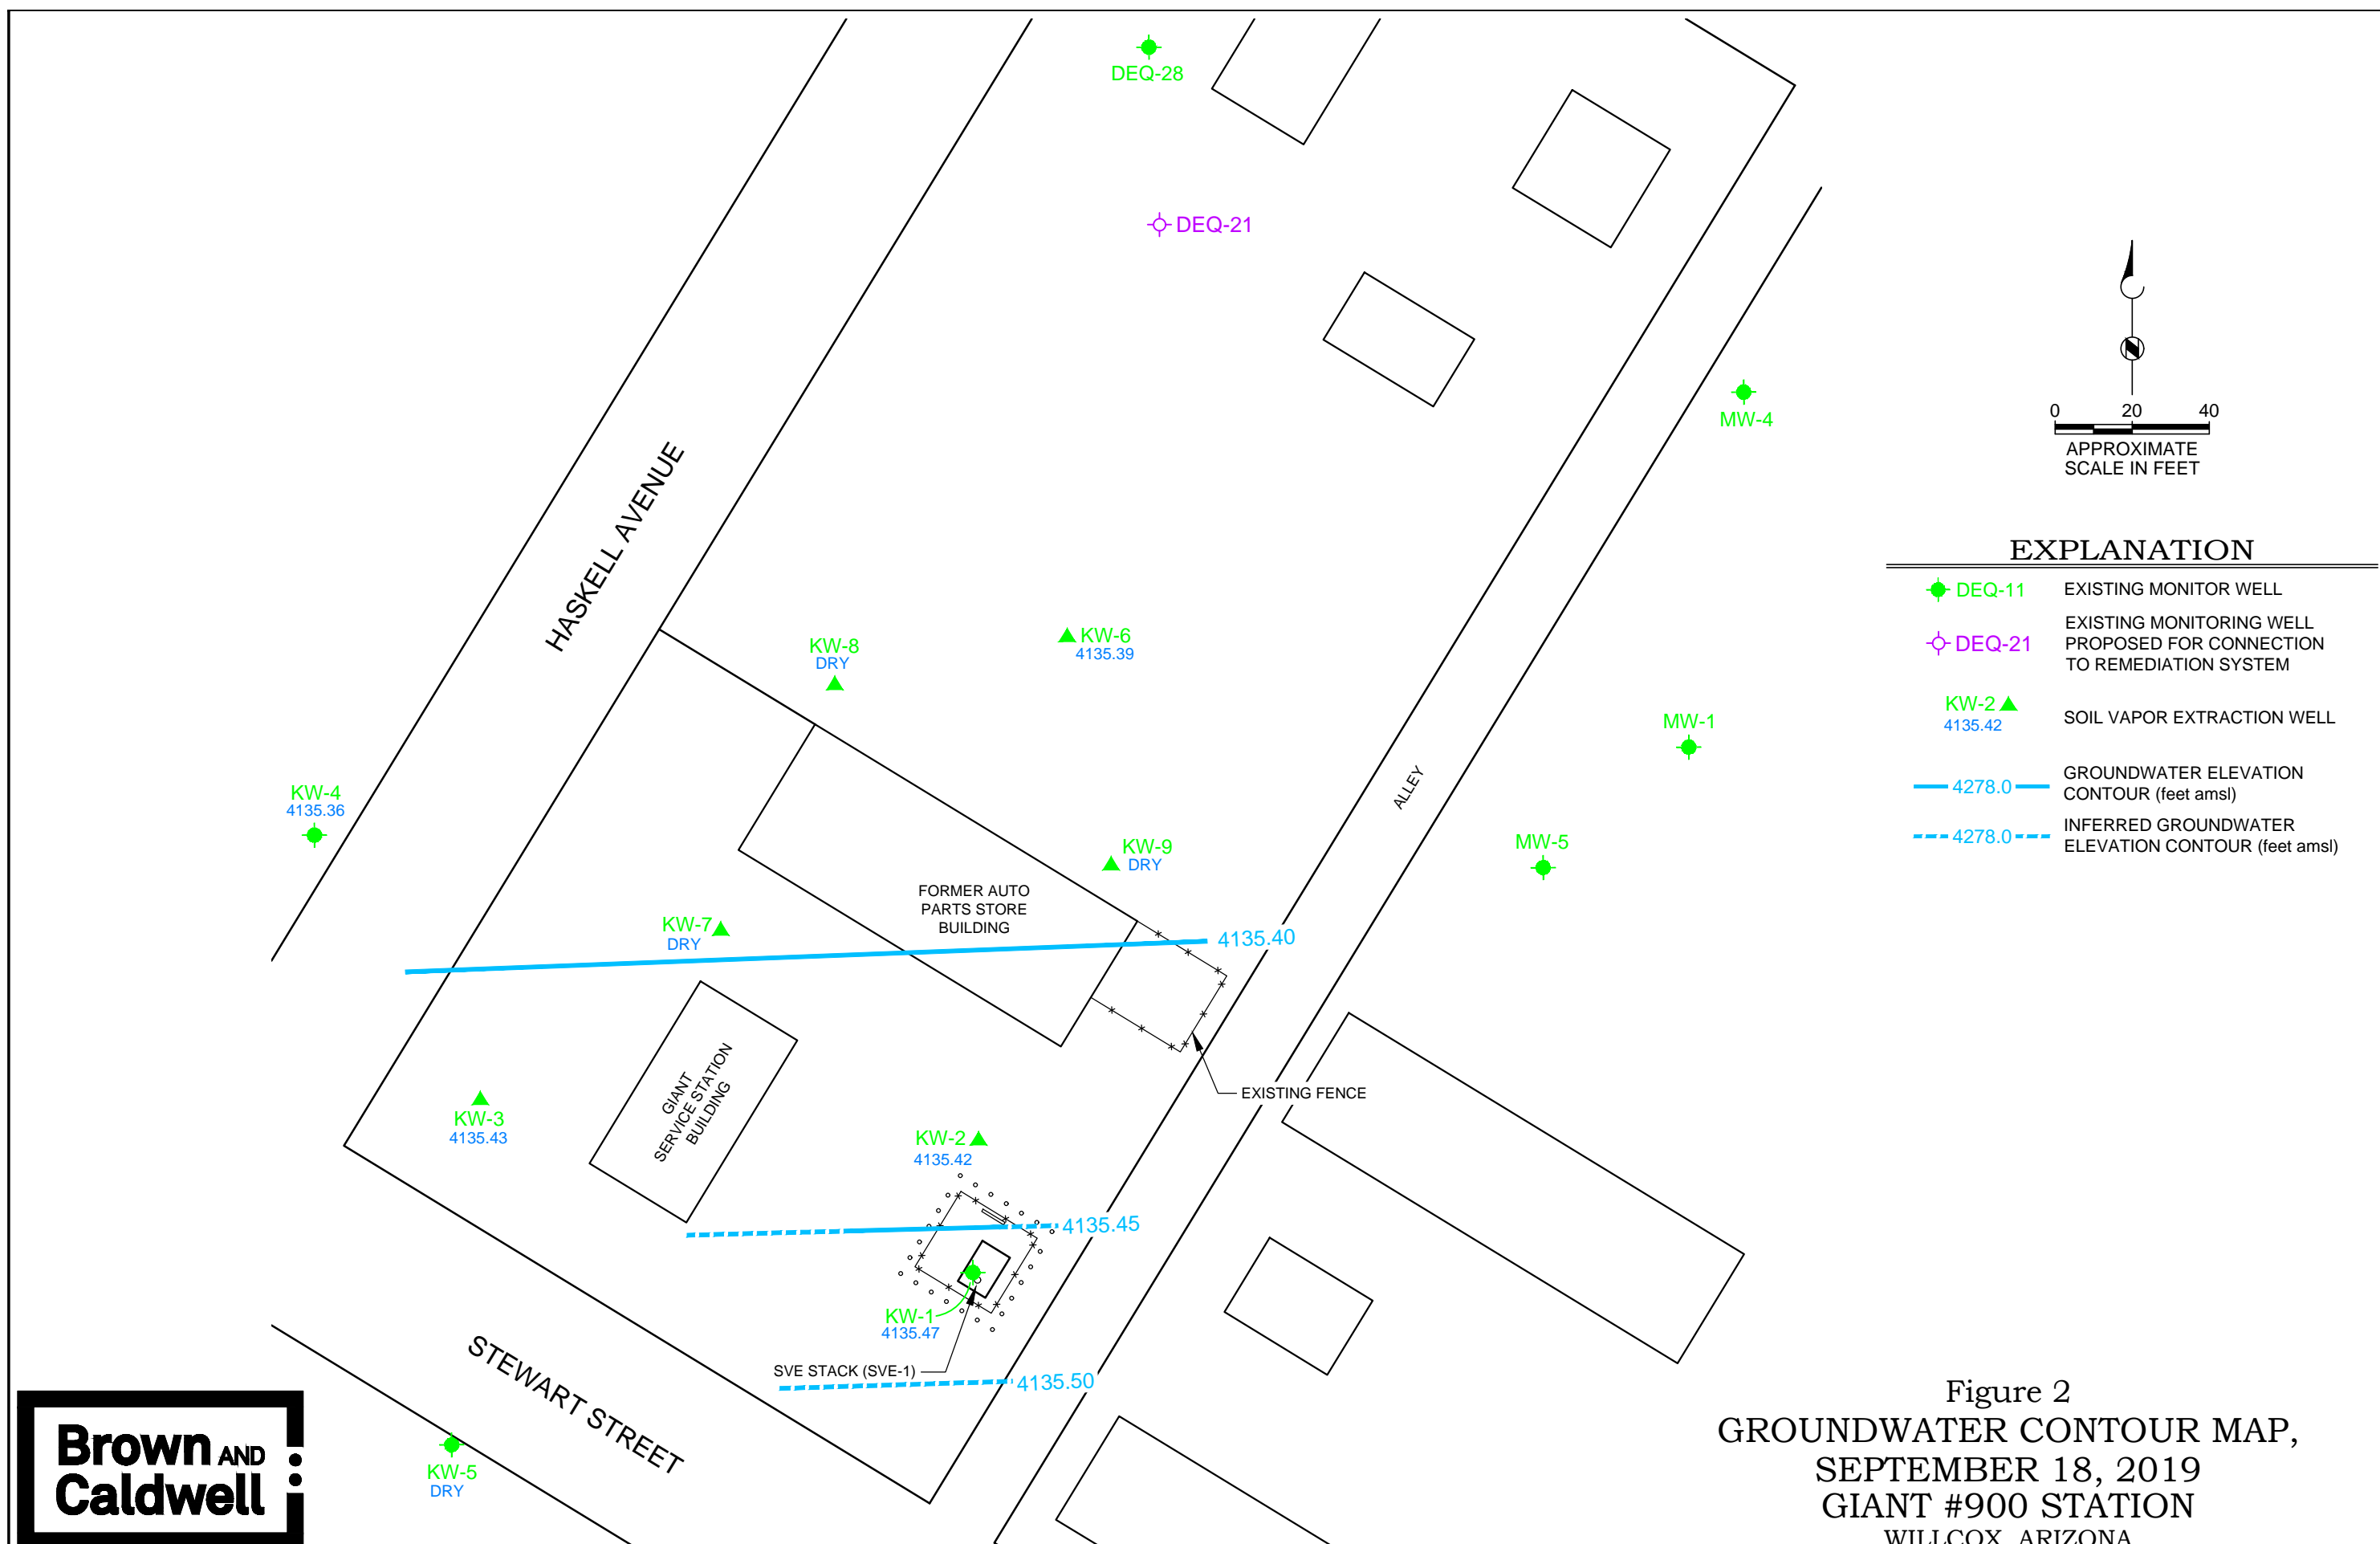 DEQ-28
DEQ-21
MW-4
HASKELL AVENUE
KW-8
DRY
KW-6
4135.39
MW-1
KW-4
4135.36
ALLEY
KW-9
DRY
MW-5
FORMER AUTO
PARTS STORE
BUILDING
KW-7
DRY
4135.40
GIANT
SERVICE STATION
BUILDING
EXISTING FENCE
KW-3
4135.43
KW-2
4135.42
4135.45
KW-1
4135.47
SVE STACK (SVE-1)
4135.50
STEWART STREET
KW-5
DRY
Brown AND
Caldwell
N
0 20 40
APPROXIMATE
SCALE IN FEET
EXPLANATION
DEQ-11 EXISTING MONITOR WELL
DEQ-21 EXISTING MONITORING WELL
PROPOSED FOR CONNECTION
TO REMEDIATION SYSTEM
KW-2
4135.42
SOIL VAPOR EXTRACTION WELL
4278.0 GROUNDWATER ELEVATION
CONTOUR (feet amsl)
4278.0 INFERRED GROUNDWATER
ELEVATION CONTOUR (feet amsl)
Figure 2
GROUNDWATER CONTOUR MAP,
SEPTEMBER 18, 2019
GIANT #900 STATION
WILLCOX, ARIZONA